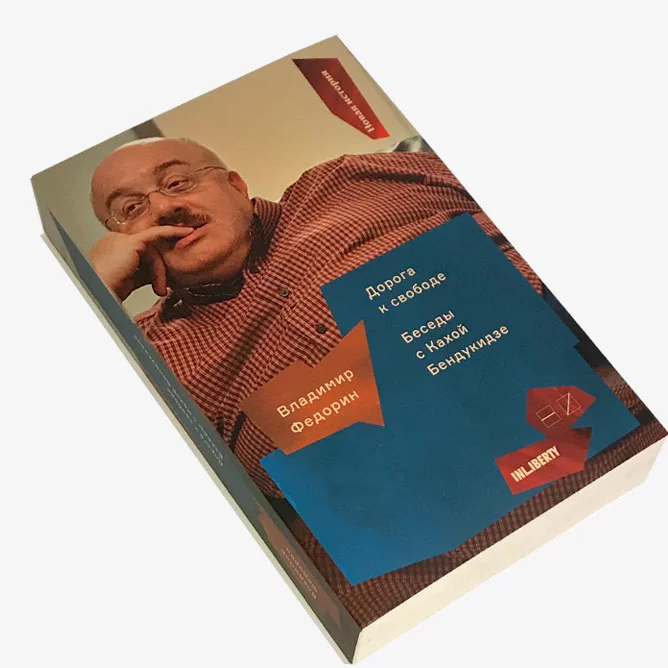 Новая история
Дорога
к свободе
Беседы
с Кахой
Бендукидзе
Владимир
Федорин
INLIBERTY